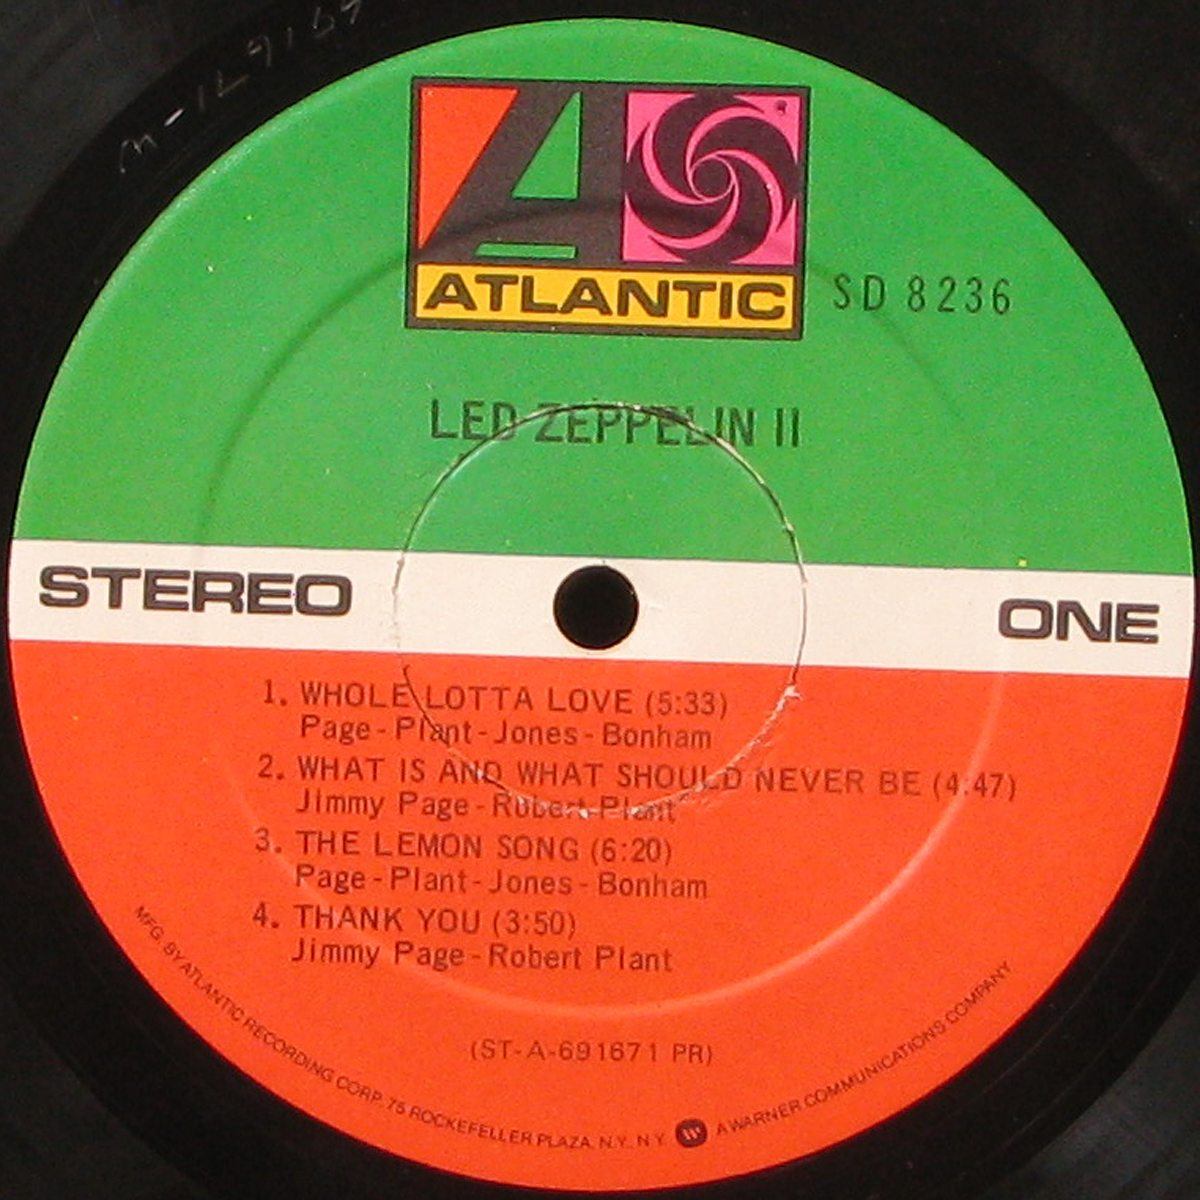 M-1L9167
ATLANTIC
SD 8236
LED ZEPPELIN II
STEREO
ONE
1. WHOLE LOTTA LOVE (5:33)
Page-Plant-Jones-Bonham
2. WHAT IS AND WHAT SHOULD NEVER BE (4:47)
Jimmy Page-Robert Plant
3. THE LEMON SONG (6:20)
Page-Plant-Jones-Bonham
4. THANK YOU (3:50)
Jimmy Page-Robert Plant
(ST-A-691671 PR)
MFG. BY ATLANTIC RECORDING CORP. 75 ROCKEFELLER PLAZA, N.Y., N.Y. A WARNER COMMUNICATIONS COMPANY